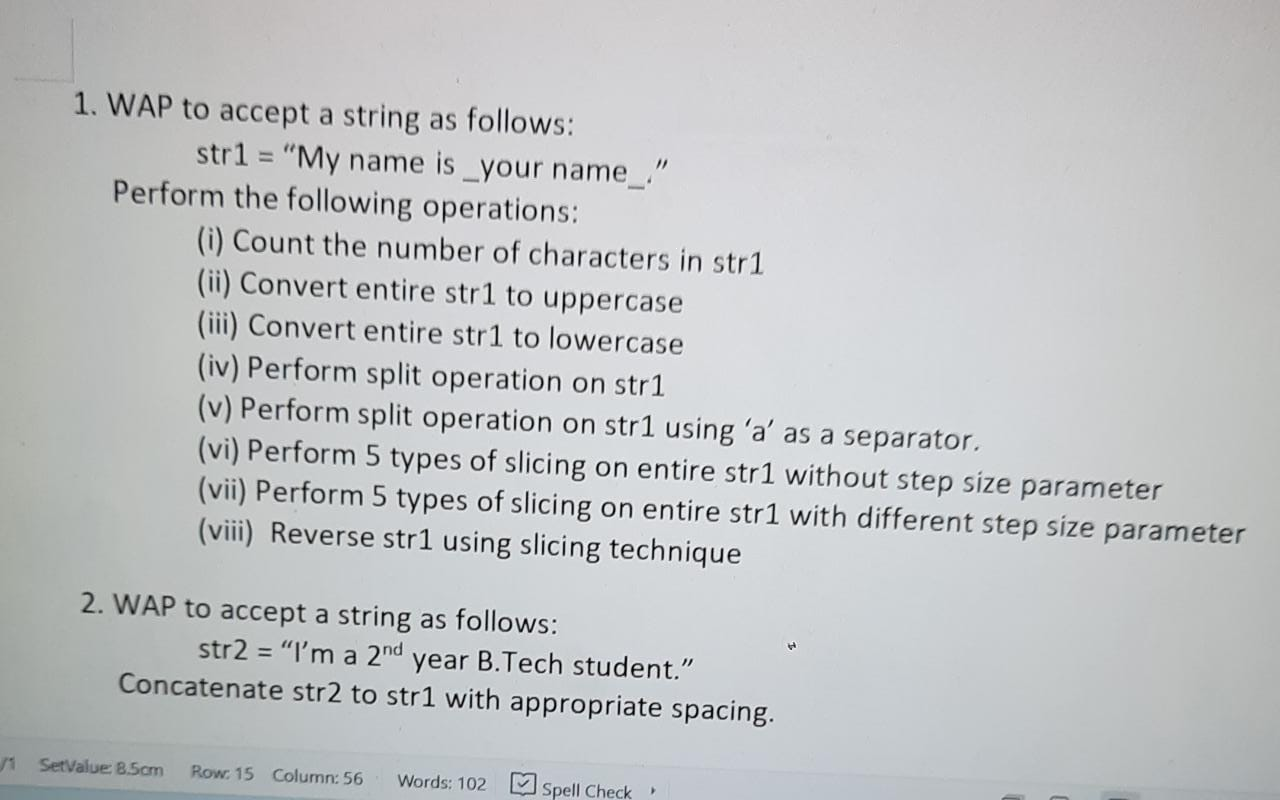 1. WAP to accept a string as follows:
str1 = “My name is _your name_.”
Perform the following operations:
(i) Count the number of characters in str1
(ii) Convert entire str1 to uppercase
(iii) Convert entire str1 to lowercase
(iv) Perform split operation on str1
(v) Perform split operation on str1 using ‘a’ as a separator.
(vi) Perform 5 types of slicing on entire str1 without step size parameter
(vii) Perform 5 types of slicing on entire str1 with different step size parameter
(viii) Reverse str1 using slicing technique
2. WAP to accept a string as follows:
str2 = “I’m a 2nd year B.Tech student.”
Concatenate str2 to str1 with appropriate spacing.
/1 SetValue: 8.5cm Row: 15 Column: 56 Words: 102 Spell Check